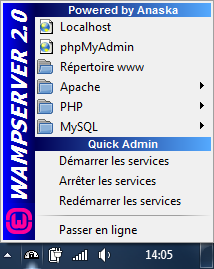 WAMPSERVER 2.0
Powered by Anaska
Localhost
phpMyAdmin
Répertoire www
Apache
PHP
MySQL
Quick Admin
Démarrer les services
Arrêter les services
Redémarrer les services
Passer en ligne
14:05